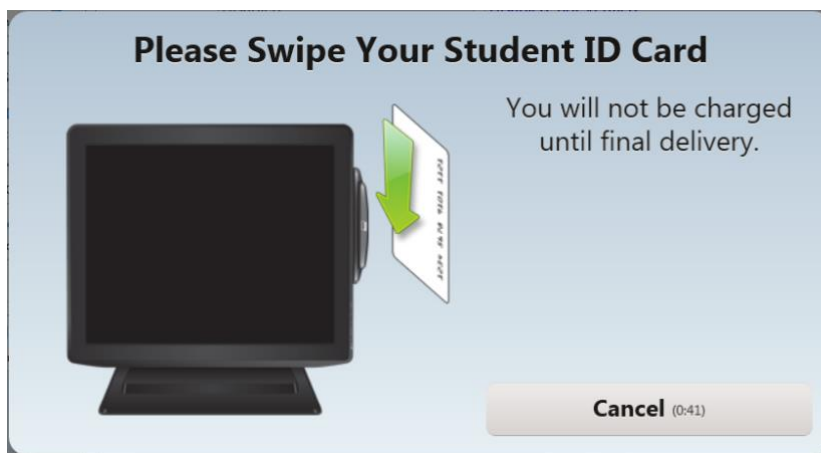 Please Swipe Your Student ID Card
You will not be charged
until final delivery.
Cancel (0:41)